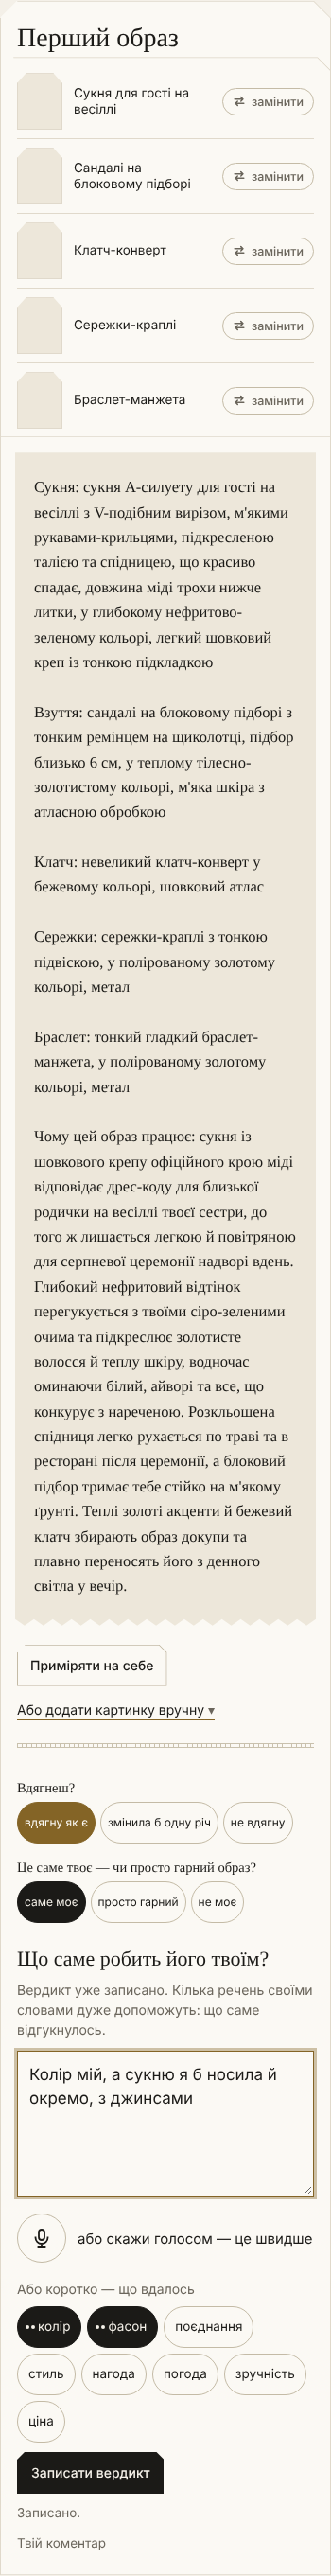 Перший образ
Сукня для гості на
весіллі
⇄ замінити
Сандалі на
блоковому підборі
⇄ замінити
Клатч-конверт
⇄ замінити
Сережки-краплі
⇄ замінити
Браслет-манжета
⇄ замінити
Сукня: сукня А-силуету для гості на
весіллі з V-подібним вирізом, м'якими
рукавами-крильцями, підкресленою
талією та спідницею, що красиво
спадає, довжина міді трохи нижче
литки, у глибокому нефритово-
зеленому кольорі, легкий шовковий
креп із тонкою підкладкою
Взуття: сандалі на блоковому підборі з
тонким ремінцем на щиколотці, підбор
близько 6 см, у теплому тілесно-
золотистому кольорі, м'яка шкіра з
атласною обробкою
Клатч: невеликий клатч-конверт у
бежевому кольорі, шовковий атлас
Сережки: сережки-краплі з тонкою
підвіскою, у полірованому золотому
кольорі, метал
Браслет: тонкий гладкий браслет-
манжета, у полірованому золотому
кольорі, метал
Чому цей образ працює: сукня із
шовкового крепу офіційного крою міді
відповідає дрес-коду для близької
родички на весіллі твоєї сестри, до
того ж лишається легкою й повітряною
для серпневої церемонії надворі вдень.
Глибокий нефритовий відтінок
перегукується з твоїми сіро-зеленими
очима та підкреслює золотисте
волосся й теплу шкіру, водночас
оминаючи білий, айворі та все, що
конкурує з нареченою. Розкльошена
спідниця легко рухається по траві та в
ресторані після церемонії, а блоковий
підбор тримає тебе стійко на м'якому
ґрунті. Теплі золоті акценти й бежевий
клатч збирають образ докупи та
плавно переносять його з денного
світла у вечір.
Приміряти на себе
Або додати картинку вручну ▾
Вдягнеш?
вдягну як є
змінила б одну річ
не вдягну
Це саме твоє — чи просто гарний образ?
саме моє
просто гарний
не моє
Що саме робить його твоїм?
Вердикт уже записано. Кілька речень своїми
словами дуже допоможуть: що саме
відгукнулось.
Колір мій, а сукню я б носила й
окремо, з джинсами
або скажи голосом — це швидше
Або коротко — що вдалось
•• колір
•• фасон
поєднання
стиль
нагода
погода
зручність
ціна
Записати вердикт
Записано.
Твій коментар